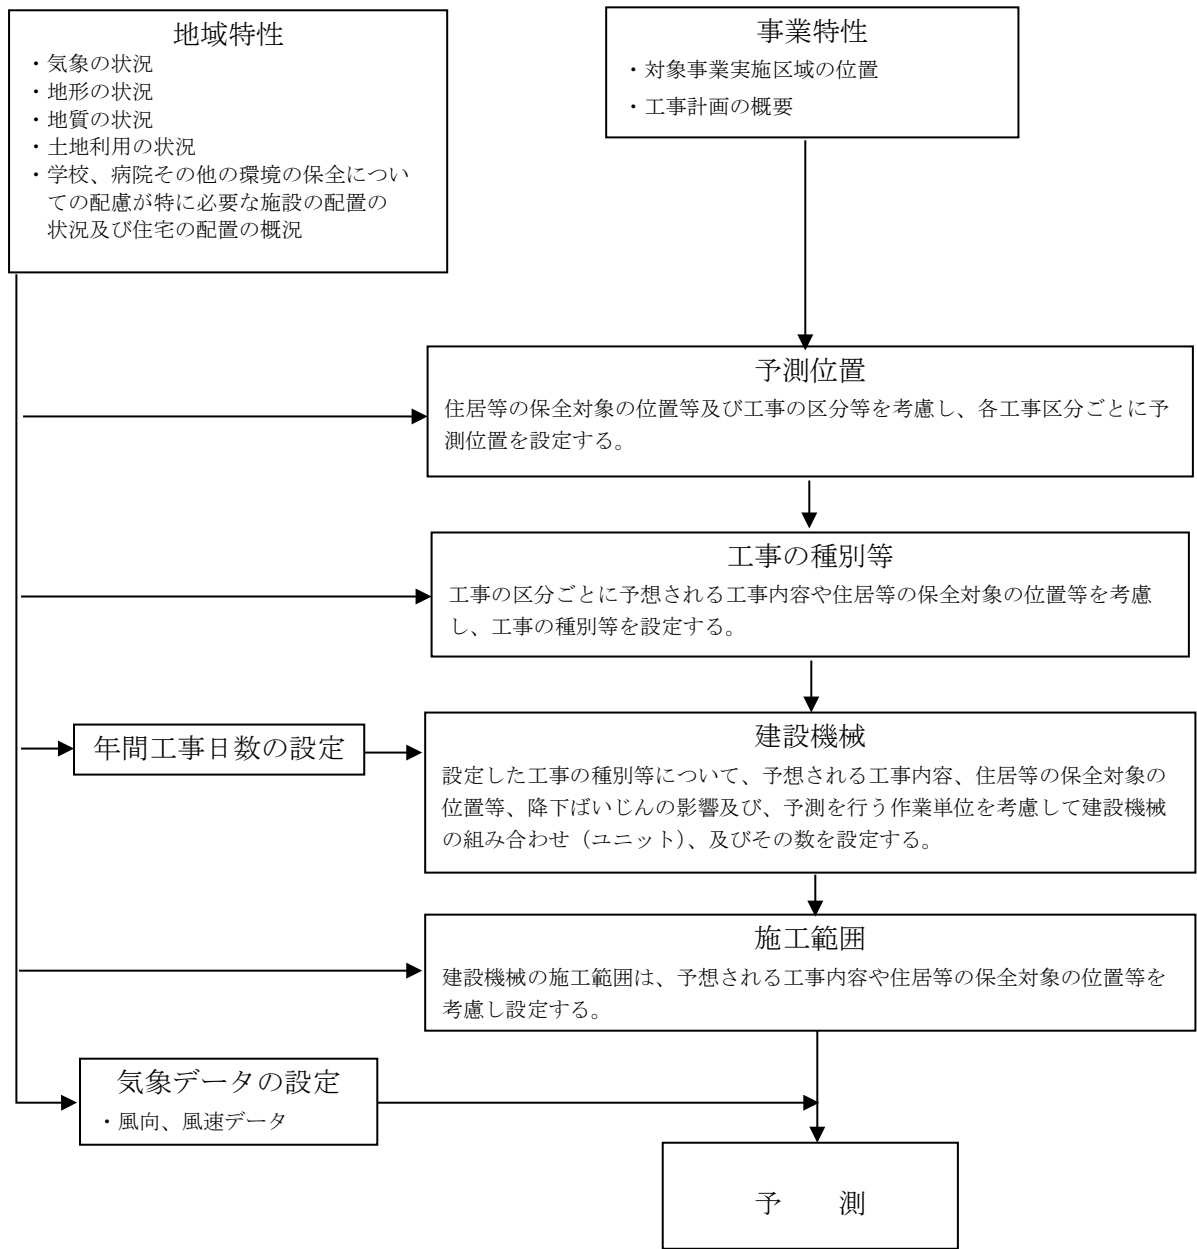 地域特性
・気象の状況
・地形の状況
・地質の状況
・土地利用の状況
・学校、病院その他の環境の保全につい
ての配慮が特に必要な施設の配置の
状況及び住宅の配置の概況
事業特性
・対象事業実施区域の位置
・工事計画の概要
予測位置
住居等の保全対象の位置等及び工事の区分等を考慮し、各工事区分ごとに予
測位置を設定する。
工事の種別等
工事の区分ごとに予想される工事内容や住居等の保全対象の位置等を考慮
し、工事の種別等を設定する。
年間工事日数の設定
建設機械
設定した工事の種別等について、予想される工事内容、住居等の保全対象の
位置等、降下ばいじんの影響及び、予測を行う作業単位を考慮して建設機械
の組み合わせ（ユニット）、及びその数を設定する。
施工範囲
建設機械の施工範囲は、予想される工事内容や住居等の保全対象の位置等を
考慮し設定する。
気象データの設定
・風向、風速データ
予　　測